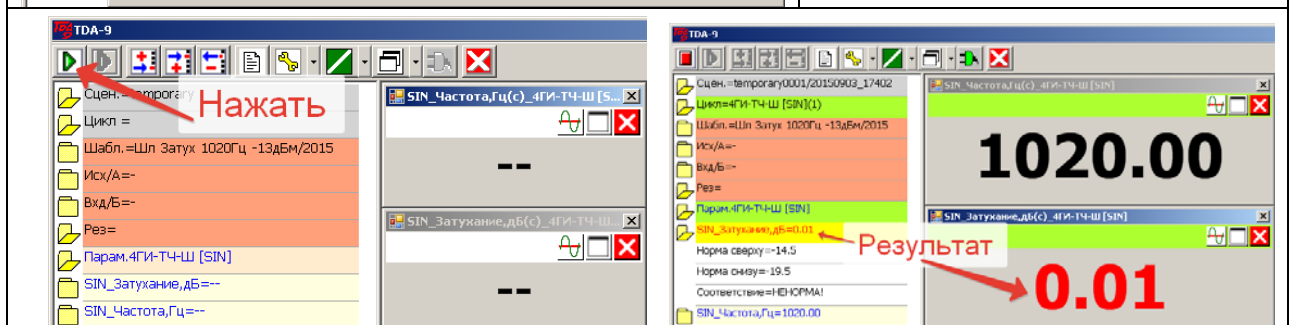 TDA-9
Нажать
Сцен.=temporary
Цикл =
Шабл.=Шл Затух 1020Гц -13дБм/2015
Исх/А=-
Вхд/Б=-
Рез=
Парам.4ГИ-ТЧ-Ш [SIN]
SIN_Затухание,дБ=--
SIN_Частота,Гц=--
SIN_Частота,Гц(с)_4ГИ-ТЧ-Ш [S...
--
SIN_Затухание,дБ(с)_4ГИ-ТЧ-Ш...
--
TDA-9
Сцен.=temporary0001/20150903_17402
Цикл=4ГИ-ТЧ-Ш [SIN](1)
Шабл.=Шл Затух 1020Гц -13дБм/2015
Исх/А=-
Вхд/Б=-
Рез=
Парам.4ГИ-ТЧ-Ш [SIN]
SIN_Затухание,дБ=0.01
Норма сверху=-14.5
Норма снизу=-19.5
Соответствие=НЕНОРМА!
SIN_Частота,Гц=1020.00
SIN_Частота,Гц(с)_4ГИ-ТЧ-Ш [SIN]
1020.00
SIN_Затухание,дБ(с)_4ГИ-ТЧ-Ш [SIN]
Результат
0.01